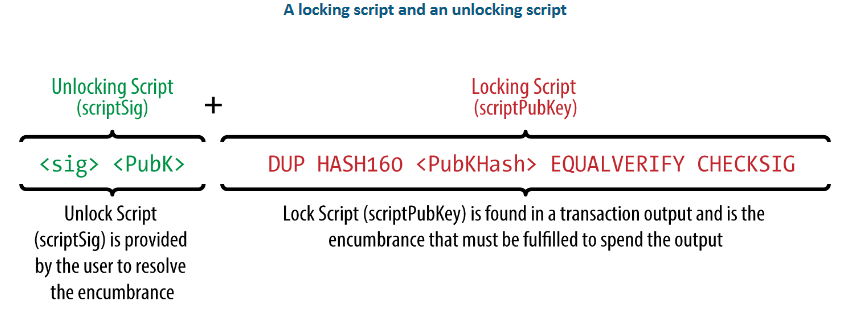 A locking script and an unlocking script
Unlocking Script
(scriptSig)
+
Locking Script
(scriptPubKey)
<sig> <PubK>
DUP HASH160 <PubKHash> EQUALVERIFY CHECKSIG
Unlock Script
(scriptSig) is provided
by the user to resolve
the encumbrance
Lock Script (scriptPubKey) is found in a transaction output and is the
encumbrance that must be fulfilled to spend the output